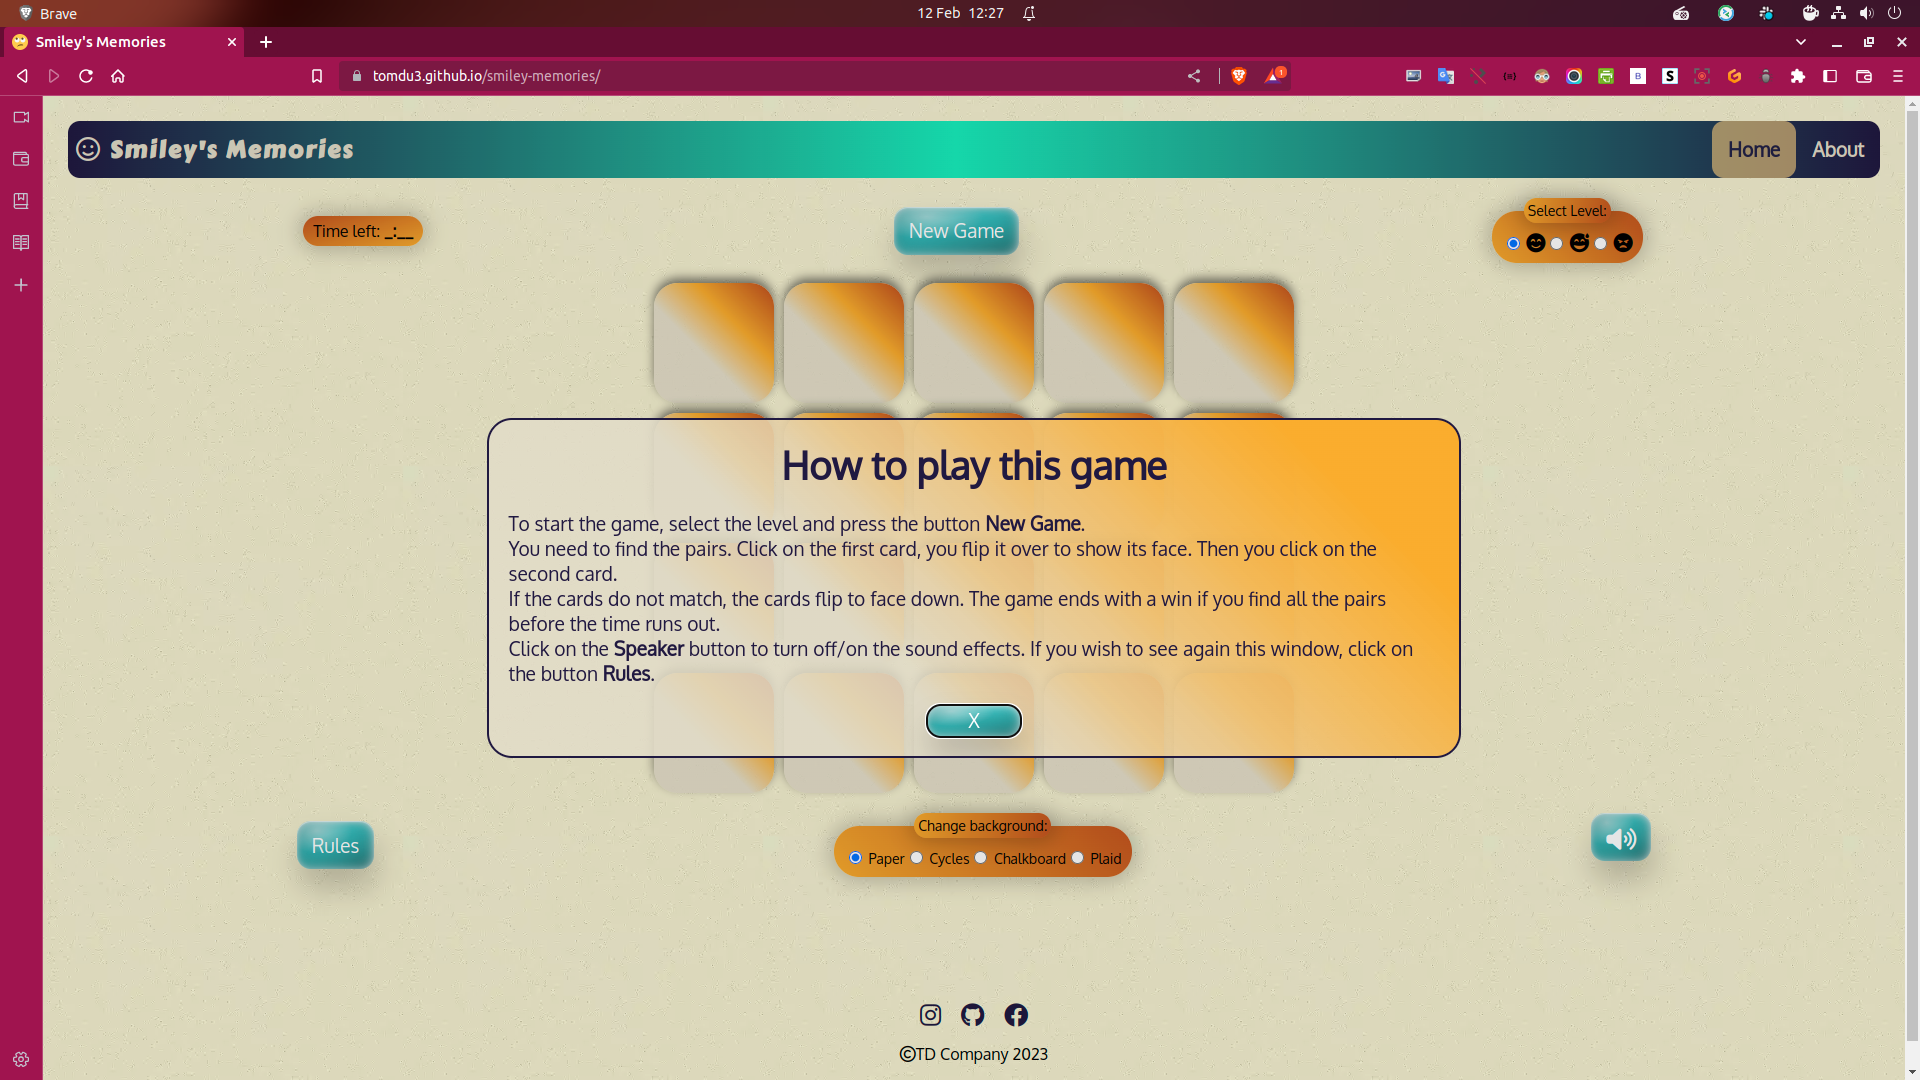 Brave
12 Feb 12:27
Smiley's Memories
tomdu3.github.io/smiley-memories/
1
Smiley's Memories
Home
About
Time left: _:__
New Game
Select Level:
How to play this game
To start the game, select the level and press the button New Game.
You need to find the pairs. Click on the first card, you flip it over to show its face. Then you click on the
second card.
If the cards do not match, the cards flip to face down. The game ends with a win if you find all the pairs
before the time runs out.
Click on the Speaker button to turn off/on the sound effects. If you wish to see again this window, click on
the button Rules.
X
Rules
Change background:
Paper Cycles Chalkboard Plaid
©TD Company 2023